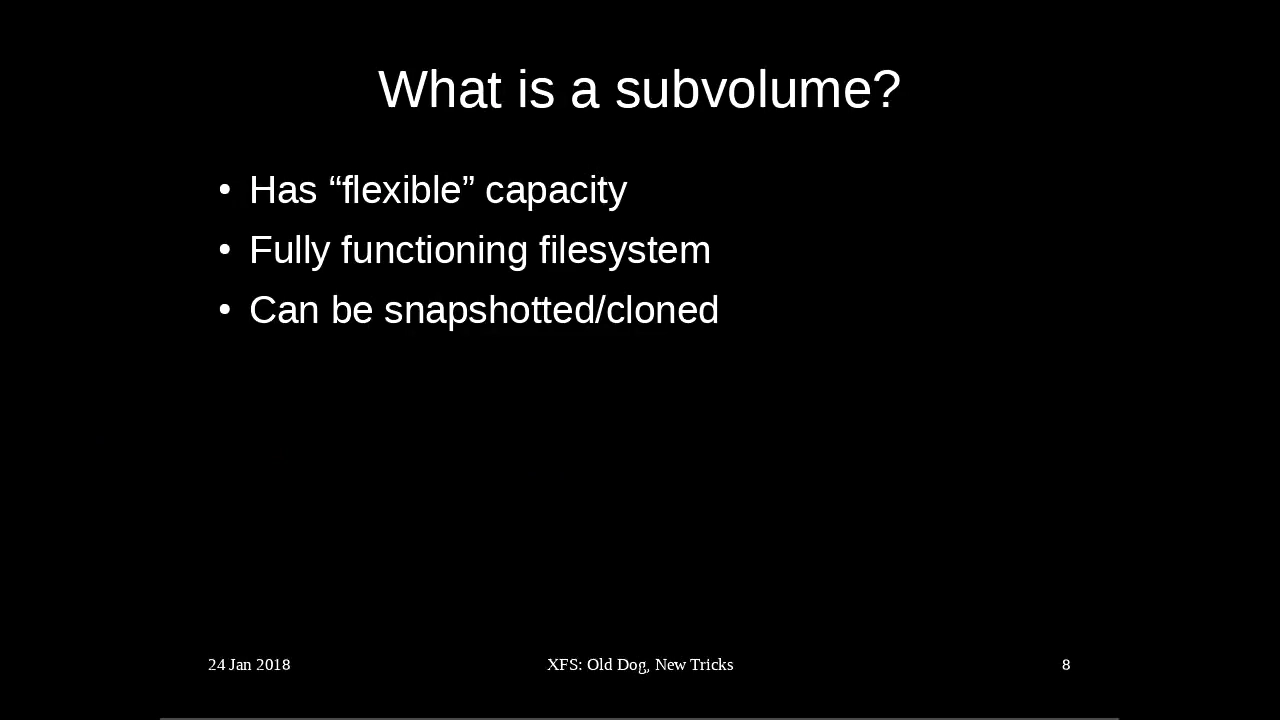 What is a subvolume?
• Has “flexible” capacity
• Fully functioning filesystem
• Can be snapshotted/cloned
24 Jan 2018
XFS: Old Dog, New Tricks
8